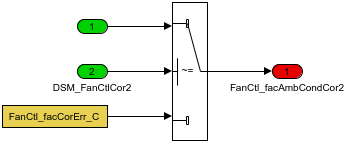 1
2
~=
1
DSM_FanCtlCor2
FanCtl_facAmbCondCor2
FanCtl_facCorErr_C